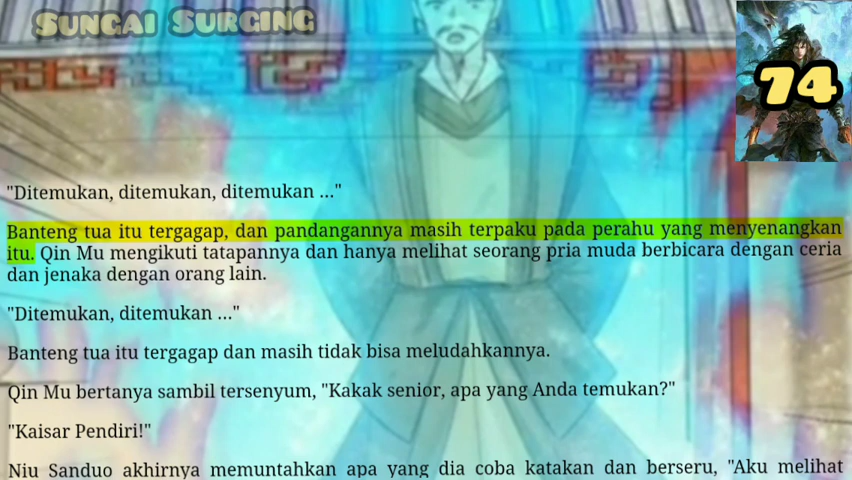 Sungai Surging
74
"Ditemukan, ditemukan, ditemukan ..."
Banteng tua itu tergagap, dan pandangannya masih terpaku pada perahu yang menyenangkan
itu. Qin Mu mengikuti tatapannya dan hanya melihat seorang pria muda berbicara dengan ceria
dan jenaka dengan orang lain.
"Ditemukan, ditemukan ..."
Banteng tua itu tergagap dan masih tidak bisa meludahkannya.
Qin Mu bertanya sambil tersenyum, "Kakak senior, apa yang Anda temukan?"
"Kaisar Pendiri!"
Niu Sanduo akhirnya memuntahkan apa yang dia coba katakan dan berseru, "Aku melihat